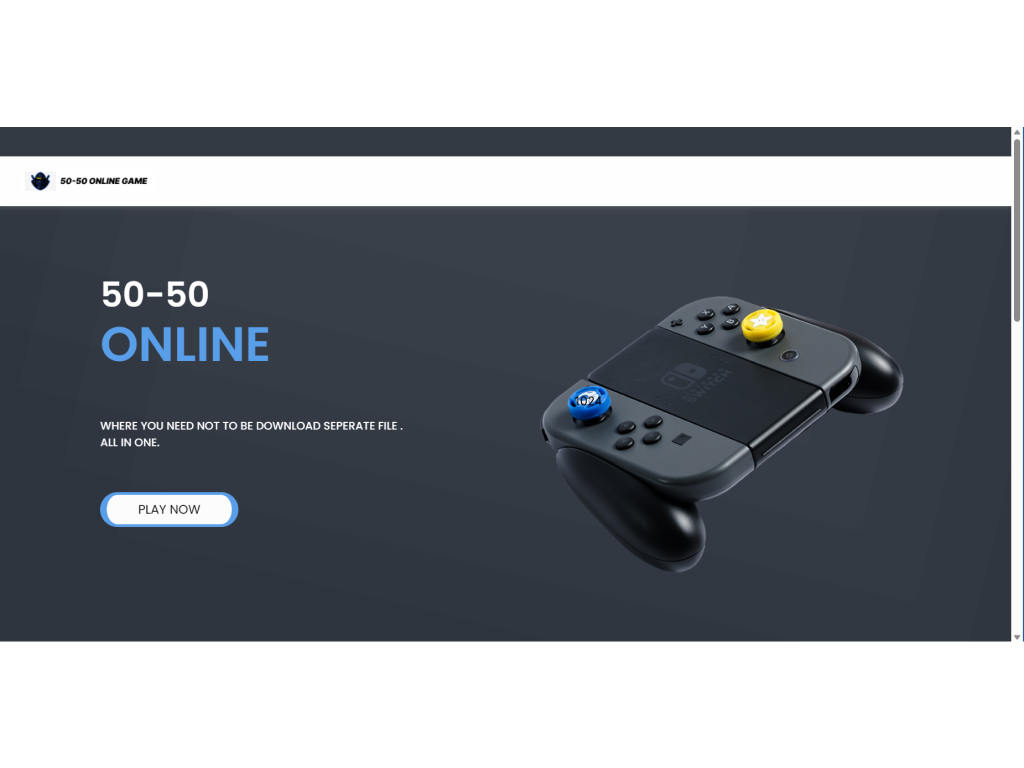 50-50 ONLINE GAME
50-50
ONLINE
WHERE YOU NEED NOT TO BE DOWNLOAD SEPERATE FILE .
ALL IN ONE.
PLAY NOW
X
A
Y
B
SWITCH
1024